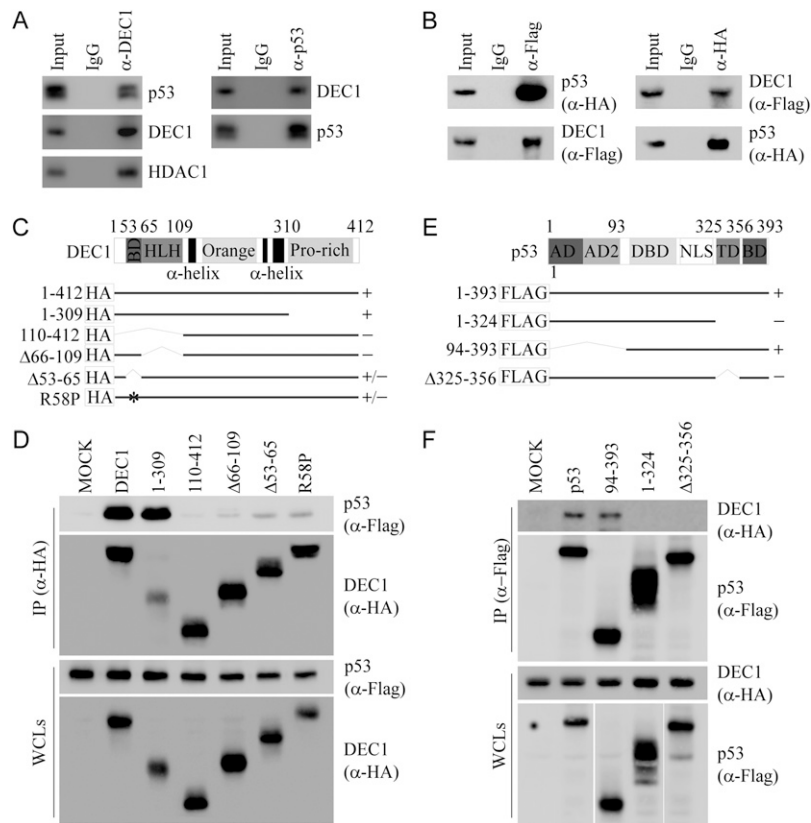 A
Input
IgG
α-DEC1
p53
DEC1
HDAC1
Input
IgG
α-p53
DEC1
p53
B
Input
IgG
α-Flag
p53
(α-HA)
DEC1
(α-Flag)
Input
IgG
α-HA
DEC1
(α-Flag)
p53
(α-HA)
C
1 53 65 109 310 412
DEC1 BD HLH Orange Pro-rich
α-helix α-helix
1-412 HA +
1-309 HA +
110-412 HA −
Δ66-109 HA −
Δ53-65 HA +/−
R58P HA * +/−
E
1 93 325 356 393
p53 AD AD2 DBD NLS TD BD
1
1-393 FLAG +
1-324 FLAG −
94-393 FLAG +
Δ325-356 FLAG −
D
MOCK
DEC1
1-309
110-412
Δ66-109
Δ53-65
R58P
IP (α-HA)
p53
(α-Flag)
DEC1
(α-HA)
WCLs
p53
(α-Flag)
DEC1
(α-HA)
F
MOCK
p53
94-393
1-324
Δ325-356
IP (α–Flag)
DEC1
(α-HA)
p53
(α-Flag)
WCLs
DEC1
(α-HA)
p53
(α-Flag)